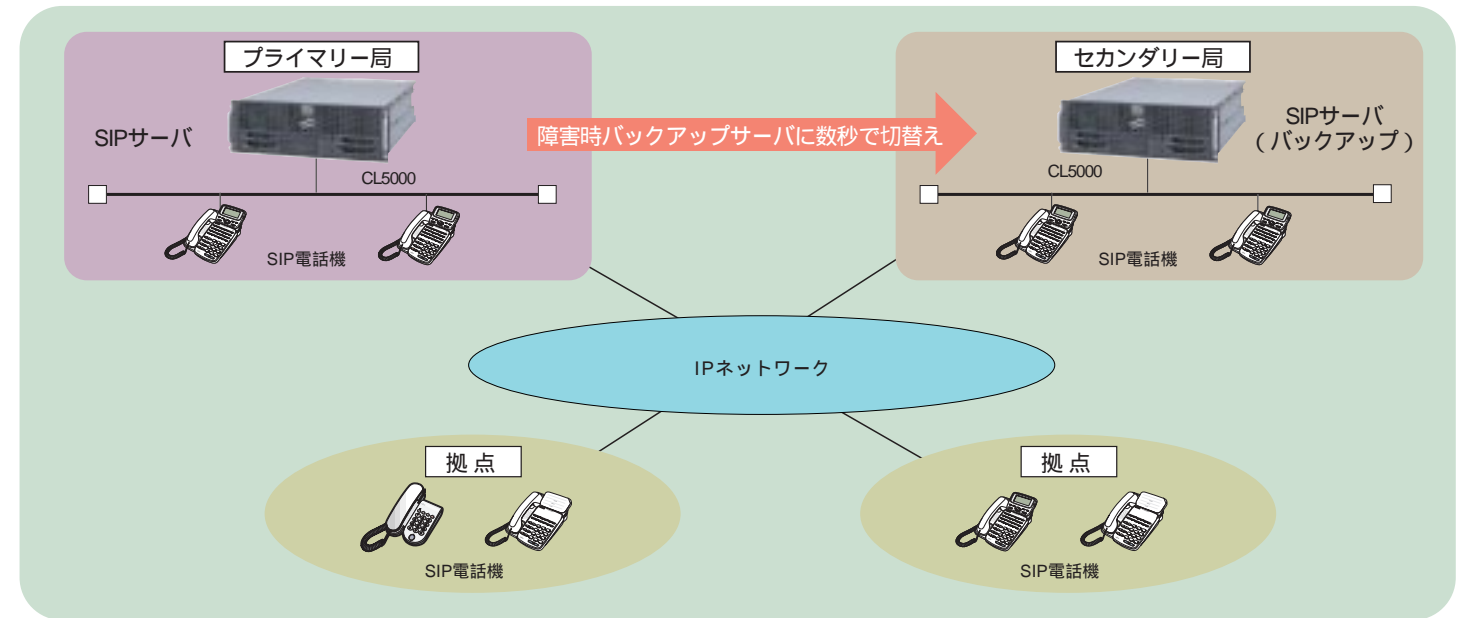 プライマリー局
SIPサーバ
CL5000
SIP電話機
障害時バックアップサーバに数秒で切替え
セカンダリー局
SIPサーバ
(バックアップ)
CL5000
SIP電話機
IPネットワーク
拠点
SIP電話機
拠点
SIP電話機